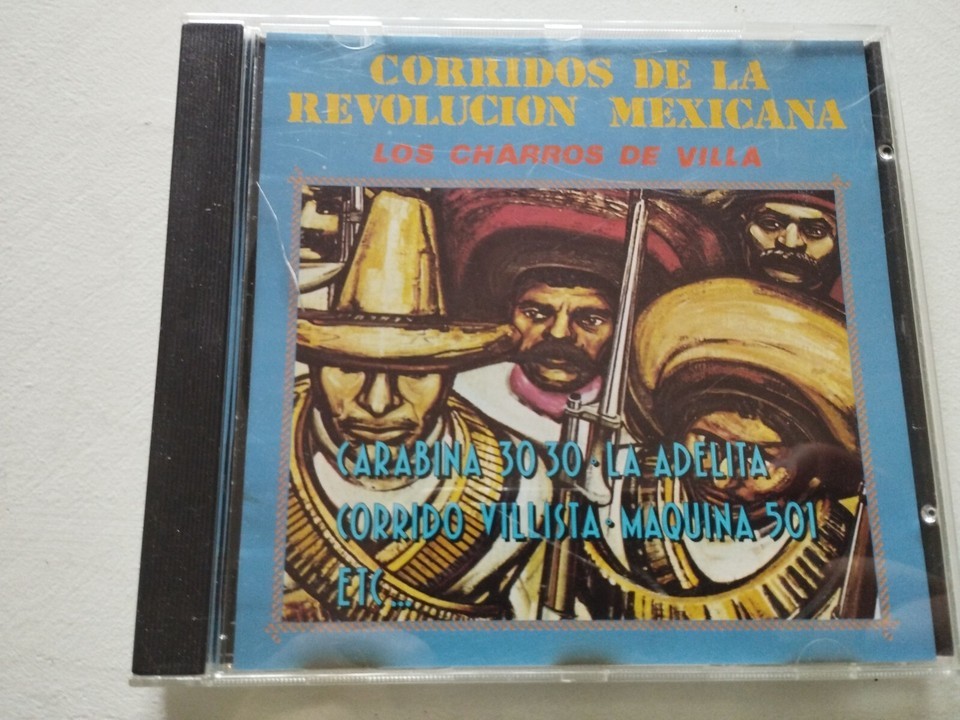 CORRIDOS DE LA
REVOLUCION MEXICANA
LOS CHARROS DE VILLA
CARABINA 30 30 · LA ADELITA
CORRIDO VILLISTA · MAQUINA 501
ETC...